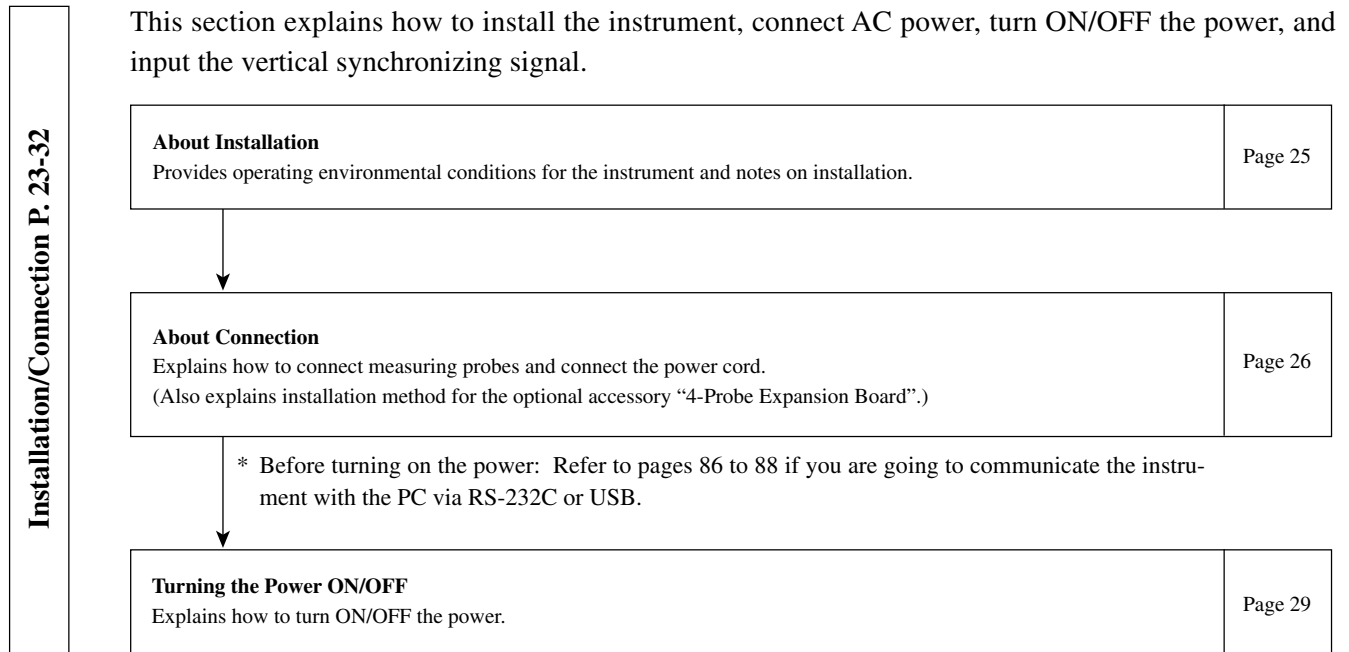 This section explains how to install the instrument, connect AC power, turn ON/OFF the power, and
input the vertical synchronizing signal.
Installation/Connection P. 23-32
About Installation
Provides operating environmental conditions for the instrument and notes on installation.
Page 25
About Connection
Explains how to connect measuring probes and connect the power cord.
(Also explains installation method for the optional accessory “4-Probe Expansion Board”.)
Page 26
* Before turning on the power: Refer to pages 86 to 88 if you are going to communicate the instru-
ment with the PC via RS-232C or USB.
Turning the Power ON/OFF
Explains how to turn ON/OFF the power.
Page 29